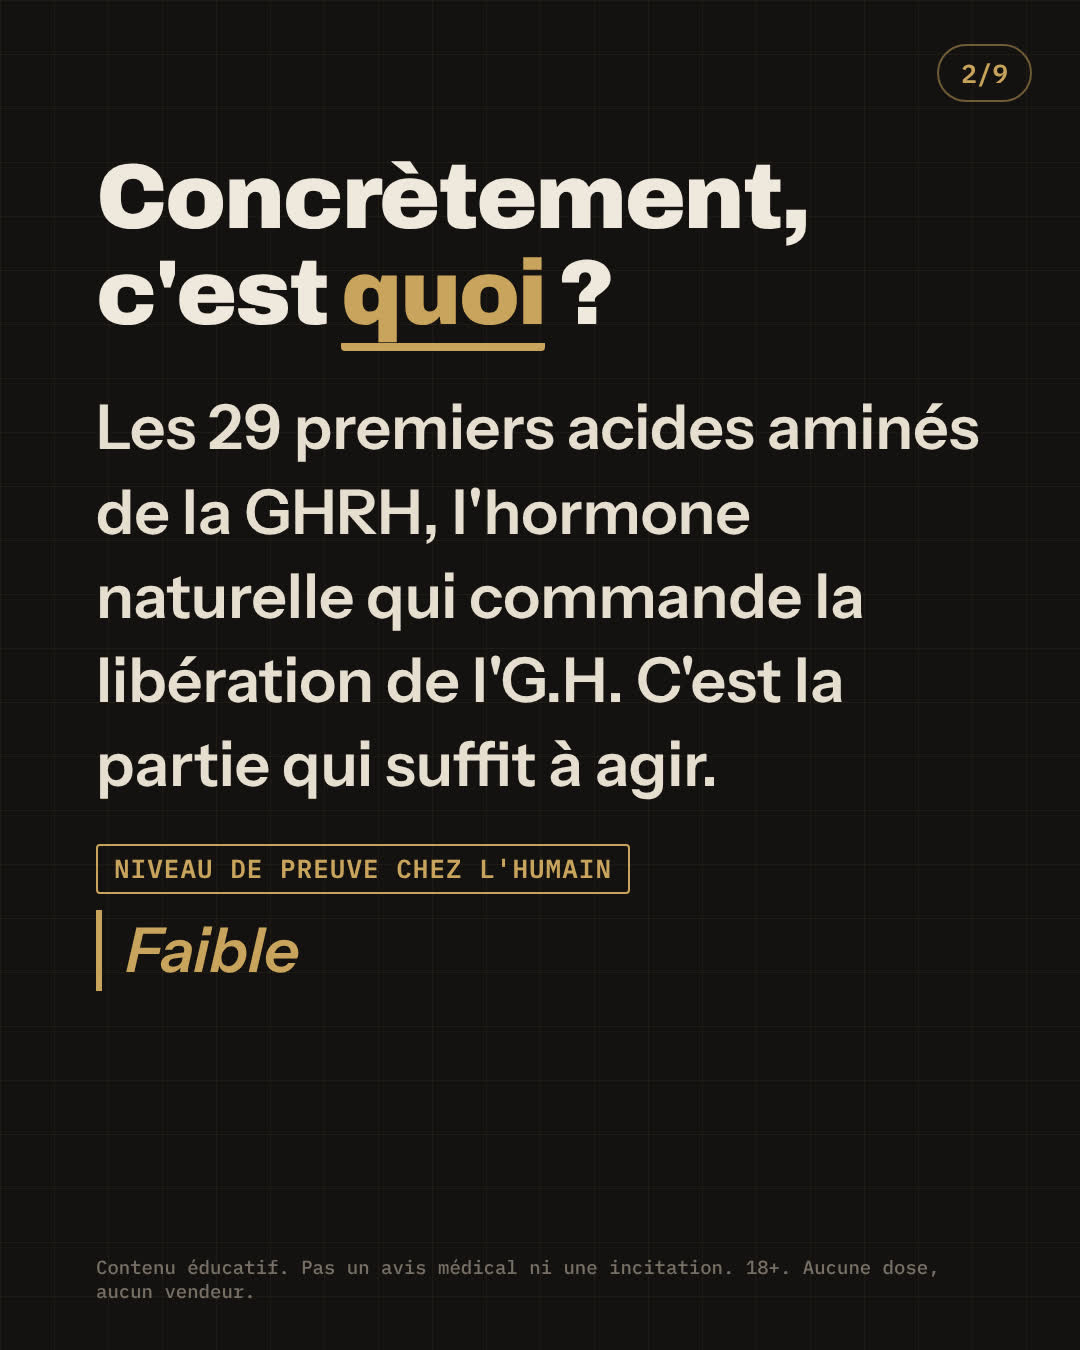 2/9
Concrètement,
c'est quoi ?
Les 29 premiers acides aminés
de la GHRH, l'hormone
naturelle qui commande la
libération de l'G.H. C'est la
partie qui suffit à agir.
NIVEAU DE PREUVE CHEZ L'HUMAIN
Faible
Contenu éducatif. Pas un avis médical ni une incitation. 18+. Aucune dose,
aucun vendeur.